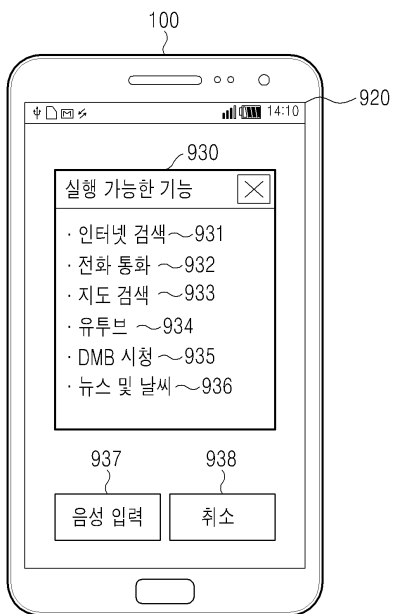 100
14:10
920
930
실행 가능한 기능
· 인터넷 검색 931
· 전화 통화 932
· 지도 검색 933
· 유투브 934
· DMB 시청 935
· 뉴스 및 날씨 936
937 938
음성 입력 취소